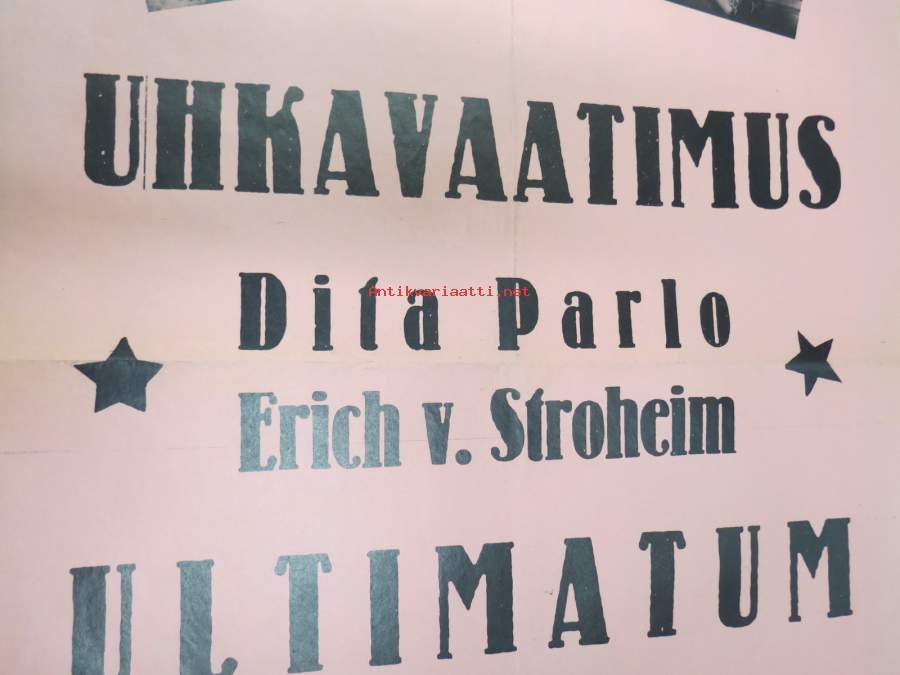 UHKAVAATIMUS
Dita Parlo
Antikvariaatti.net
Erich v. Stroheim
ULTIMATUM